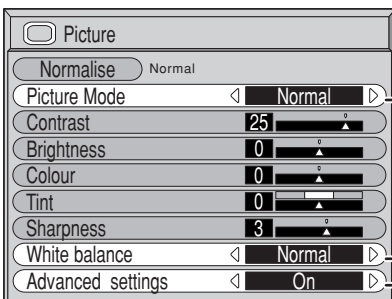 Picture
Normalise Normal
Picture Mode Normal
Contrast 25
Brightness 0
Colour 0
Tint 0
Sharpness 3
White balance Normal
Advanced settings On